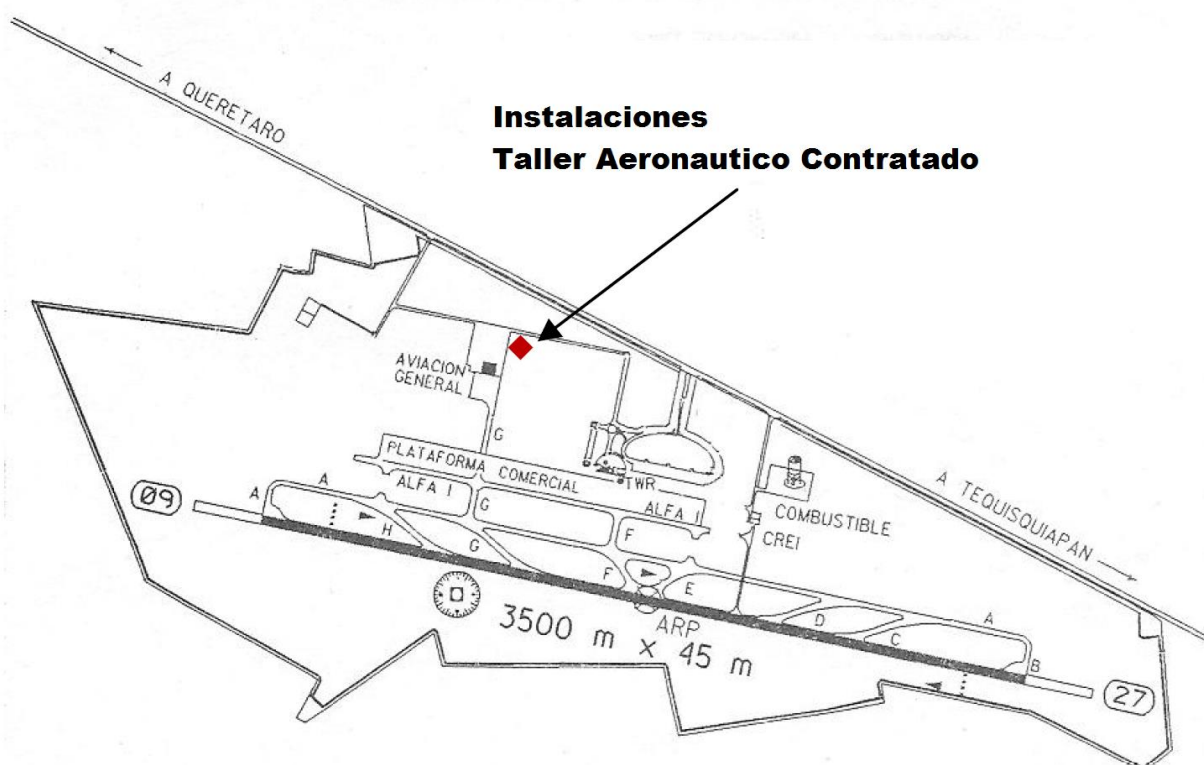 A QUERETARO
Instalaciones
Taller Aeronautico Contratado
AVIACION
GENERAL
G
PLATAFORMA COMERCIAL
TWR
ALFA I
ALFA I
G
F
A TEQUISQUIAPAN
COMBUSTIBLE
CREI
09
A
A
H
G
F
E
D
C
A
B
ARP
3500 m x 45 m
27